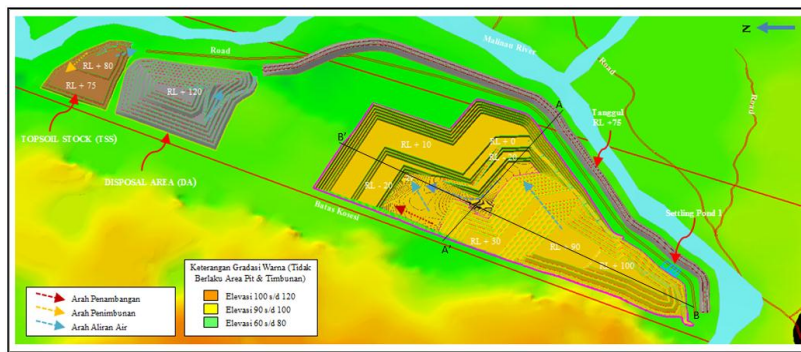 N
Malinau River
Road
Road
Road
RL + 80
RL + 75
RL + 120
TOPSOIL STOCK (TSS)
DISPOSAL AREA (DA)
A
Tanggul
RL +75
B'
RL + 10
RL + 0
RL - 20
Batas Konsesi
Settling Pond 1
A'
RL + 30
RL + 90
RL + 100
B
Arah Penambangan
Arah Penimbunan
Arah Aliran Air
Keterangan Gradasi Warna (Tidak
Berlaku Area Pit & Timbunan)
Elevasi 100 s/d 120
Elevasi 90 s/d 100
Elevasi 60 s/d 80